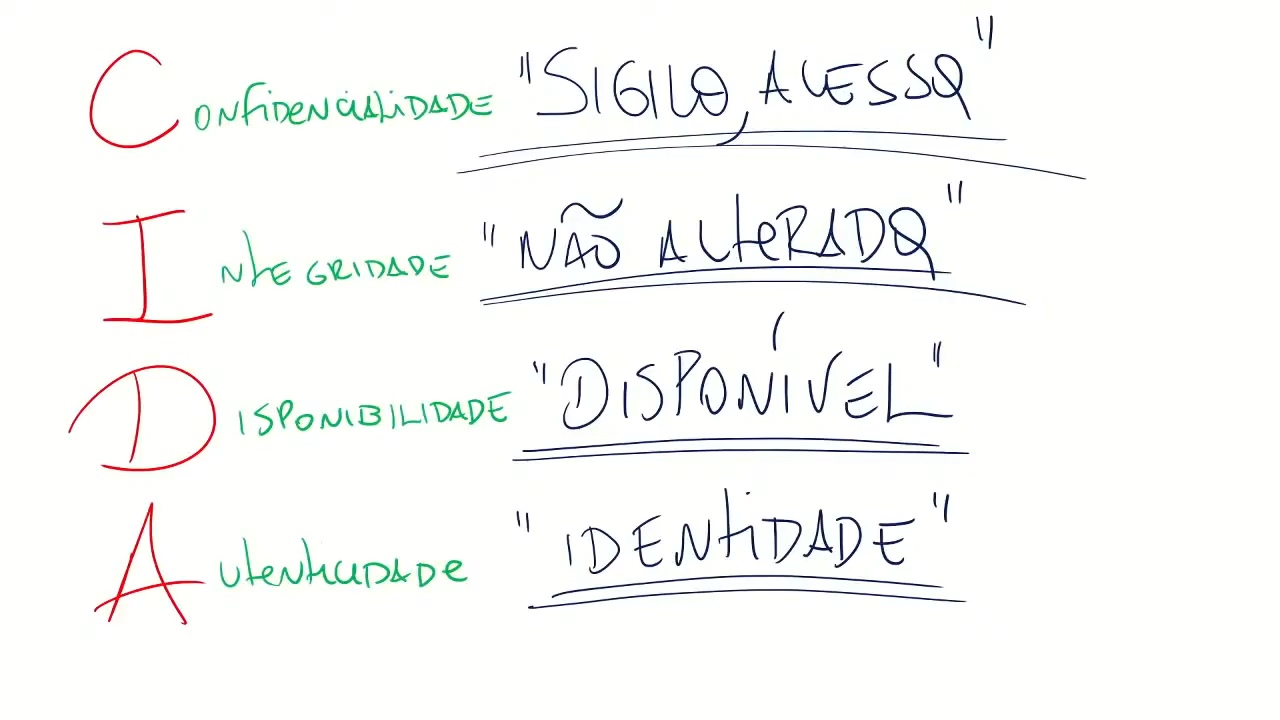 Confidencialidade "SIGILO, ACESSO"
Integridade "NÃO ALTERADO"
Disponibilidade "DISPONÍVEL"
Autenticidade "IDENTIDADE"